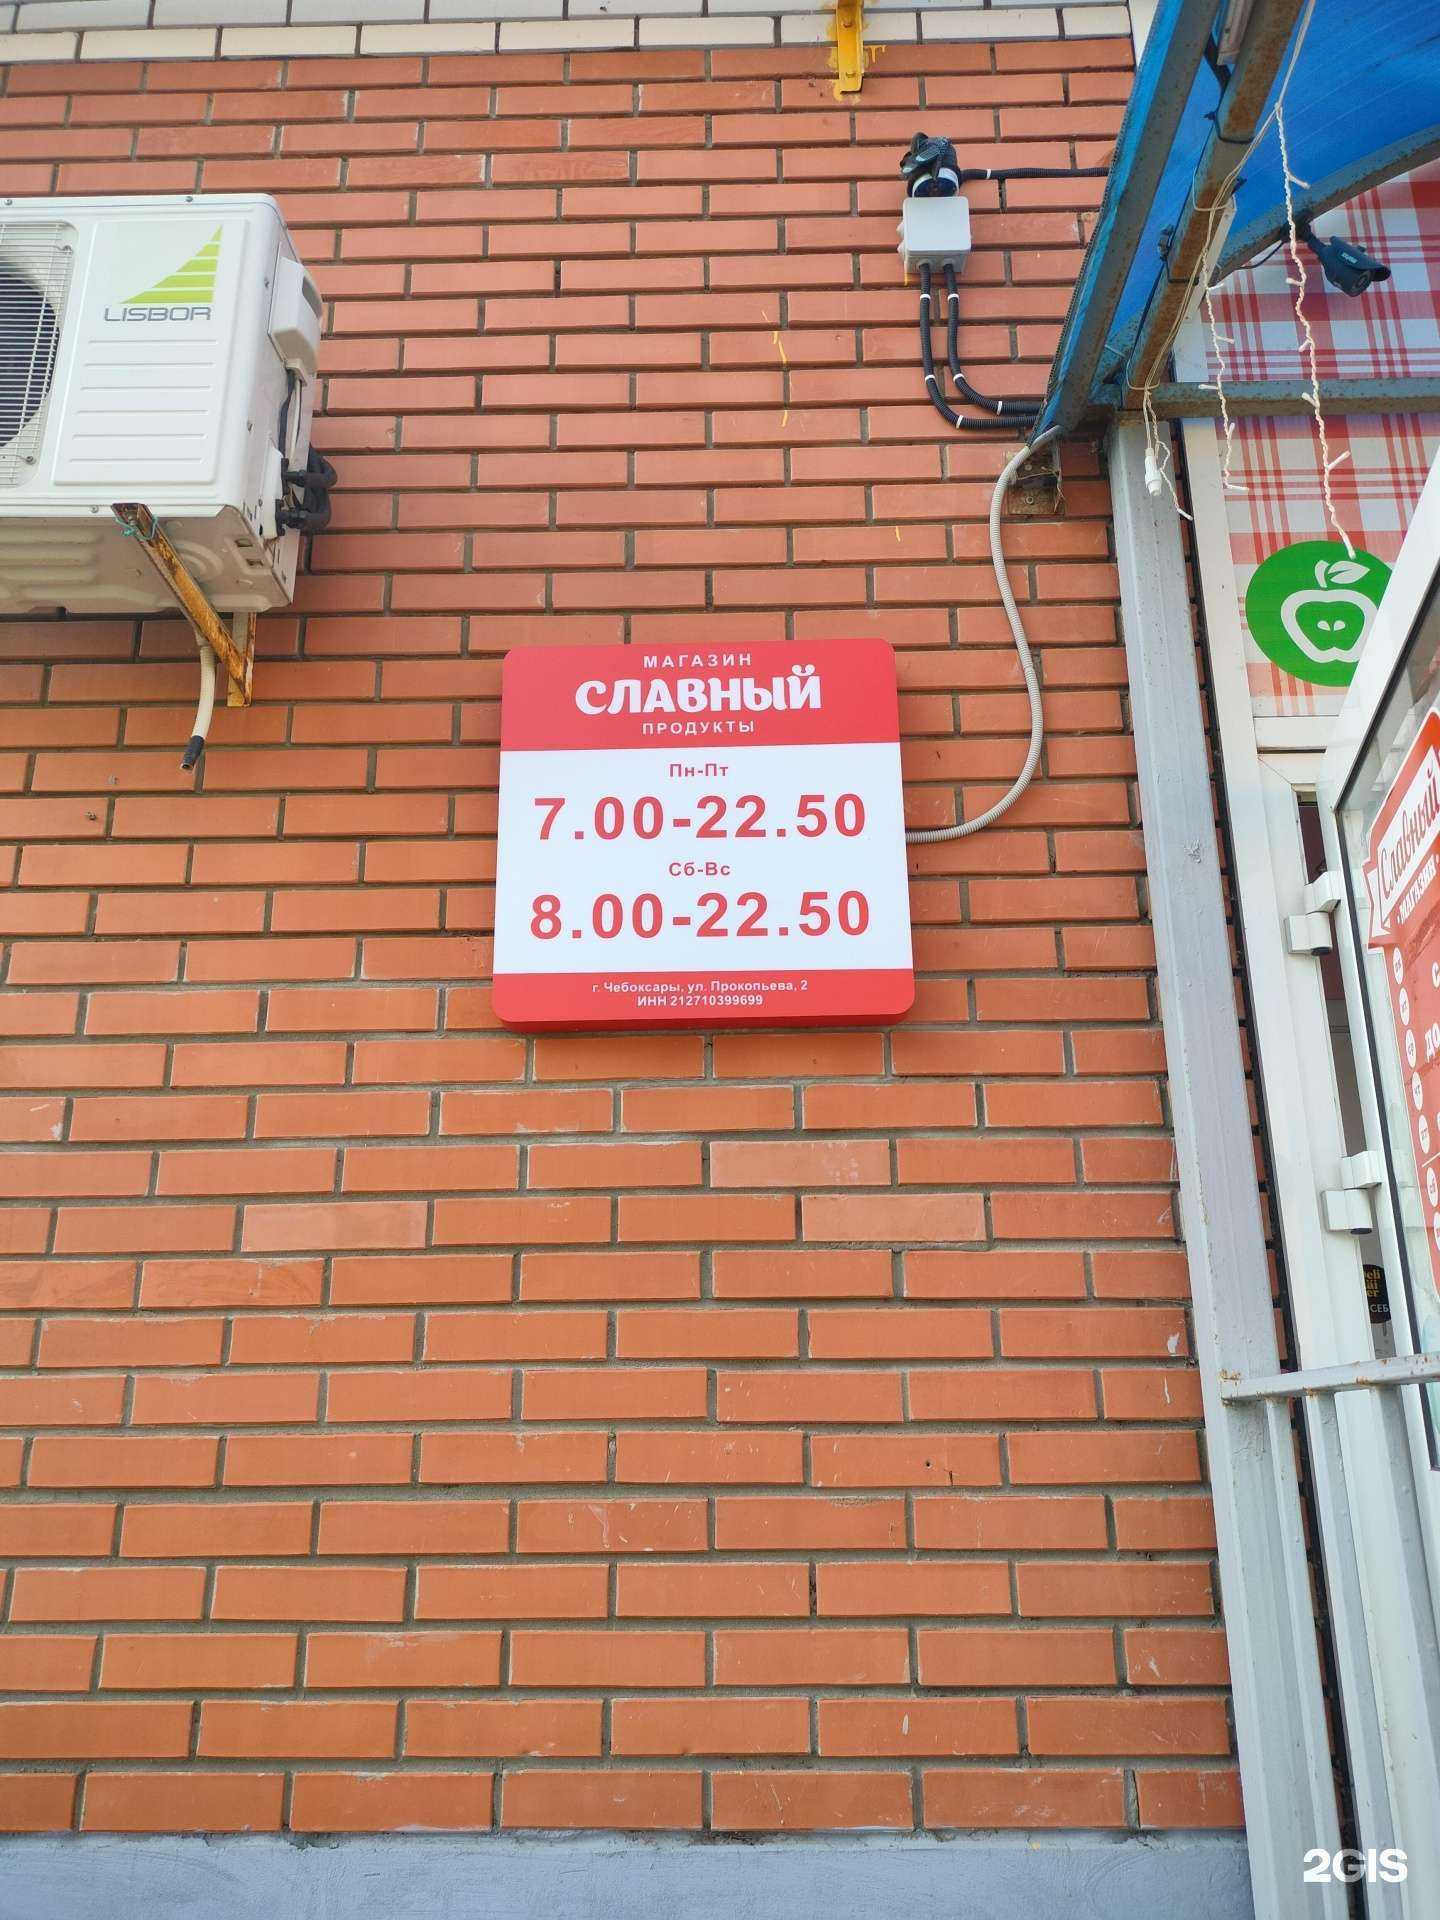 LISBOR
МАГАЗИН
СЛАВНЫЙ
ПРОДУКТЫ
Пн-Пт
7.00-22.50
Сб-Вс
8.00-22.50
г. Чебоксары, ул. Прокопьева, 2
ИНН 212710399699
Славный
МАГАЗИН
2GIS